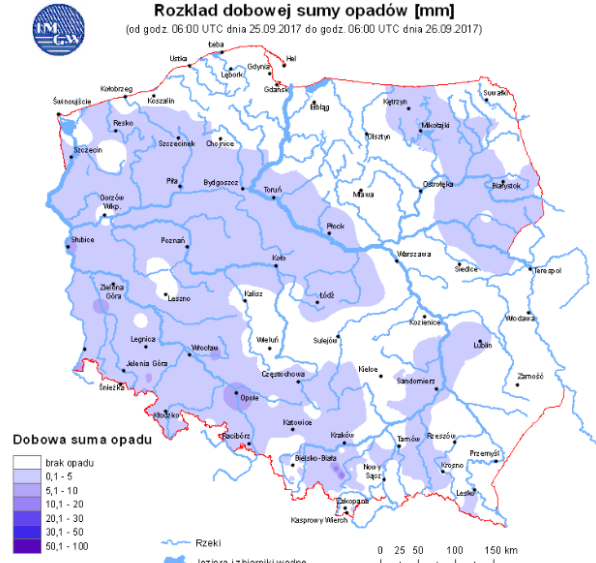 IMGW
Rozkład dobowej sumy opadów [mm]
(od godz. 06:00 UTC dnia 25.09.2017 do godz. 06:00 UTC dnia 26.09.2017)
Łeba
Hel
Ustka
Gdynia
Lębork
Gdańsk
Kołobrzeg
Koszalin
Świnoujście
Elbląg
Kętrzyn
Suwałki
Resko
Mikołajki
Olsztyn
Szczecinek
Chojnice
Szczecin
Piła
Bydgoszcz
Toruń
Mława
Ostrołęka
Białystok
Gorzów
Wlkp.
Płock
Słubice
Poznań
Koło
Warszawa
Siedlce
Terespol
Zielona
Góra
Leszno
Kalisz
Łódź
Kozienice
Włodawa
Legnica
Wrocław
Wieluń
Sulejów
Lublin
Jelenia Góra
Śnieżka
Częstochowa
Kielce
Sandomierz
Zamość
Opole
Kłodzko
Racibórz
Katowice
Kraków
Tarnów
Rzeszów
Przemyśl
Bielsko-Biała
Nowy
Sącz
Krosno
Lesko
Zakopane
Kasprowy Wierch
Dobowa suma opadu
brak opadu
0,1 - 5
5,1 - 10
10,1 - 20
20,1 - 30
30,1 - 50
50,1 - 100
Rzeki
Jeziora i zbiorniki wodne
0 25 50 100 150 km